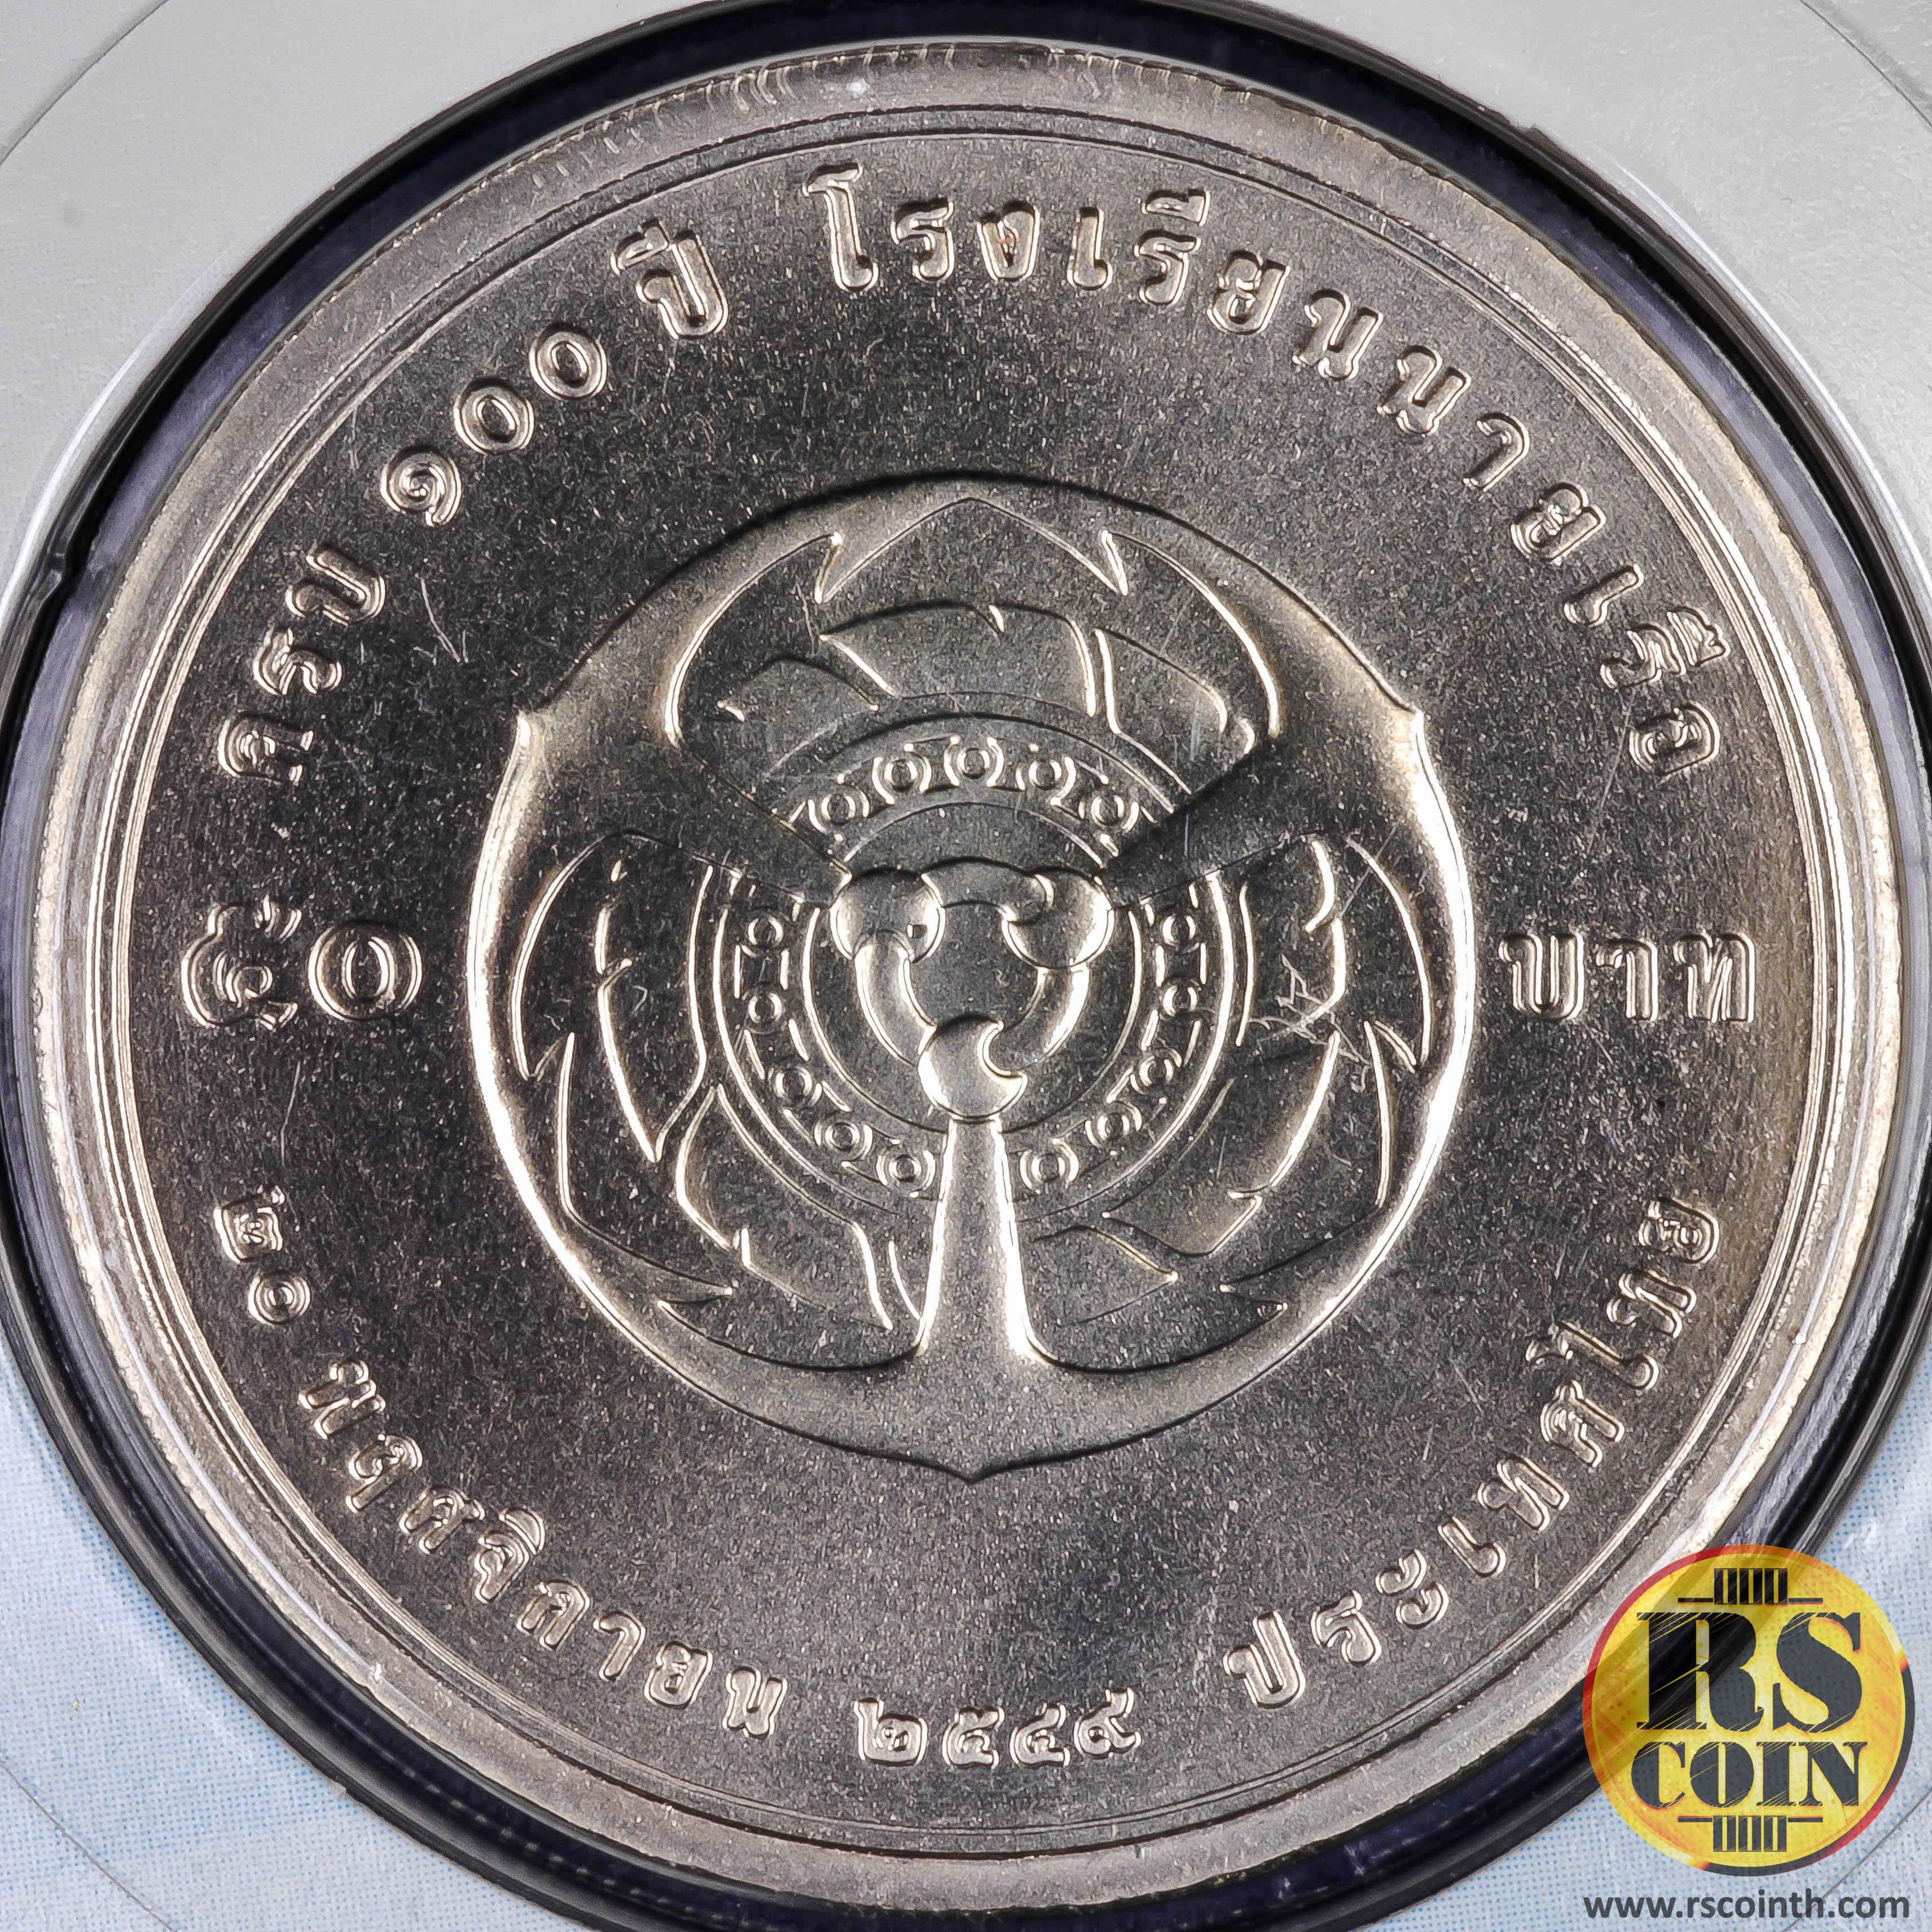 ครบ ๑๐๐ ปี โรงเรียนนายเรือ
๕๐ บาท
๒๐ พฤศจิกายน ๒๕๔๙ ประเทศไทย
RS
COIN
www.rscointh.com